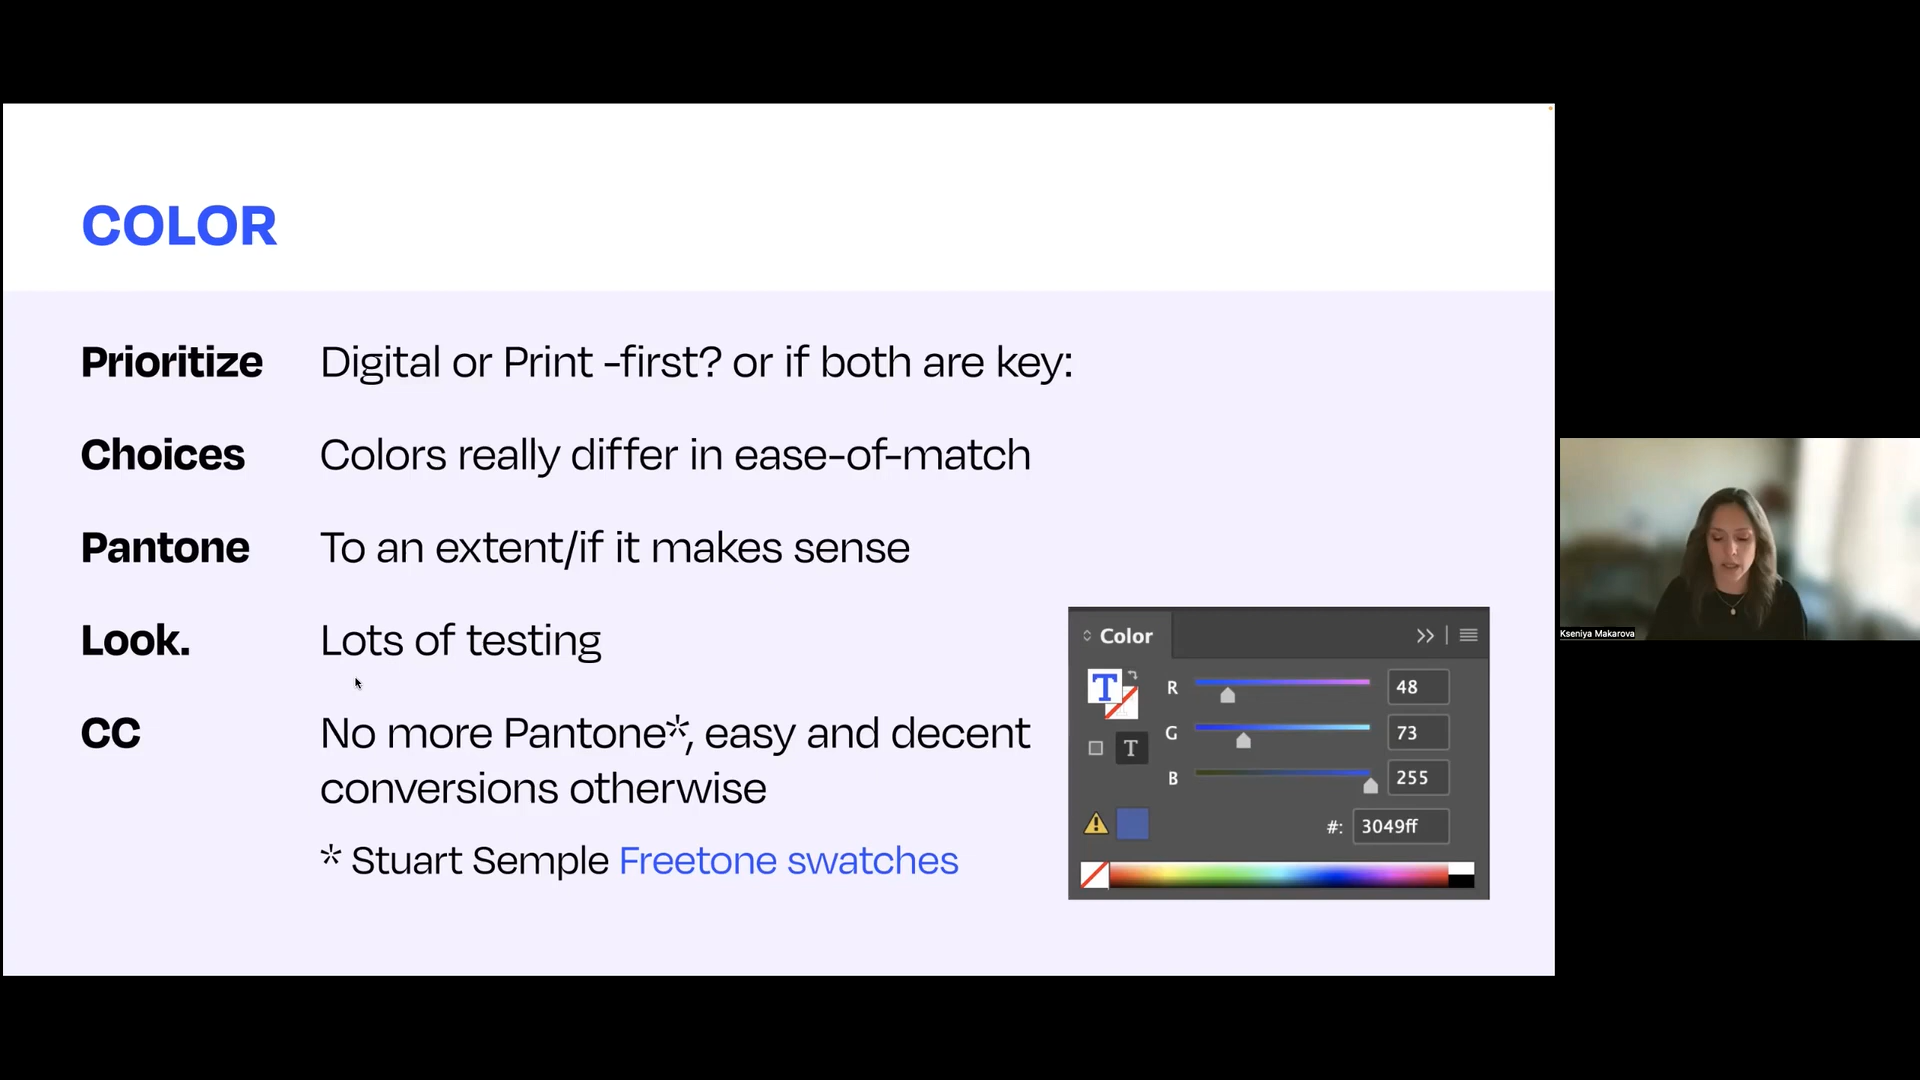 COLOR
Prioritize Digital or Print -first? or if both are key:
Choices Colors really differ in ease-of-match
Pantone To an extent/if it makes sense
Look. Lots of testing
CC No more Pantone*, easy and decent
conversions otherwise
* Stuart Semple Freetone swatches
Color
T R 48
G 73
T
B 255
#: 3049ff
Kseniya Makarova